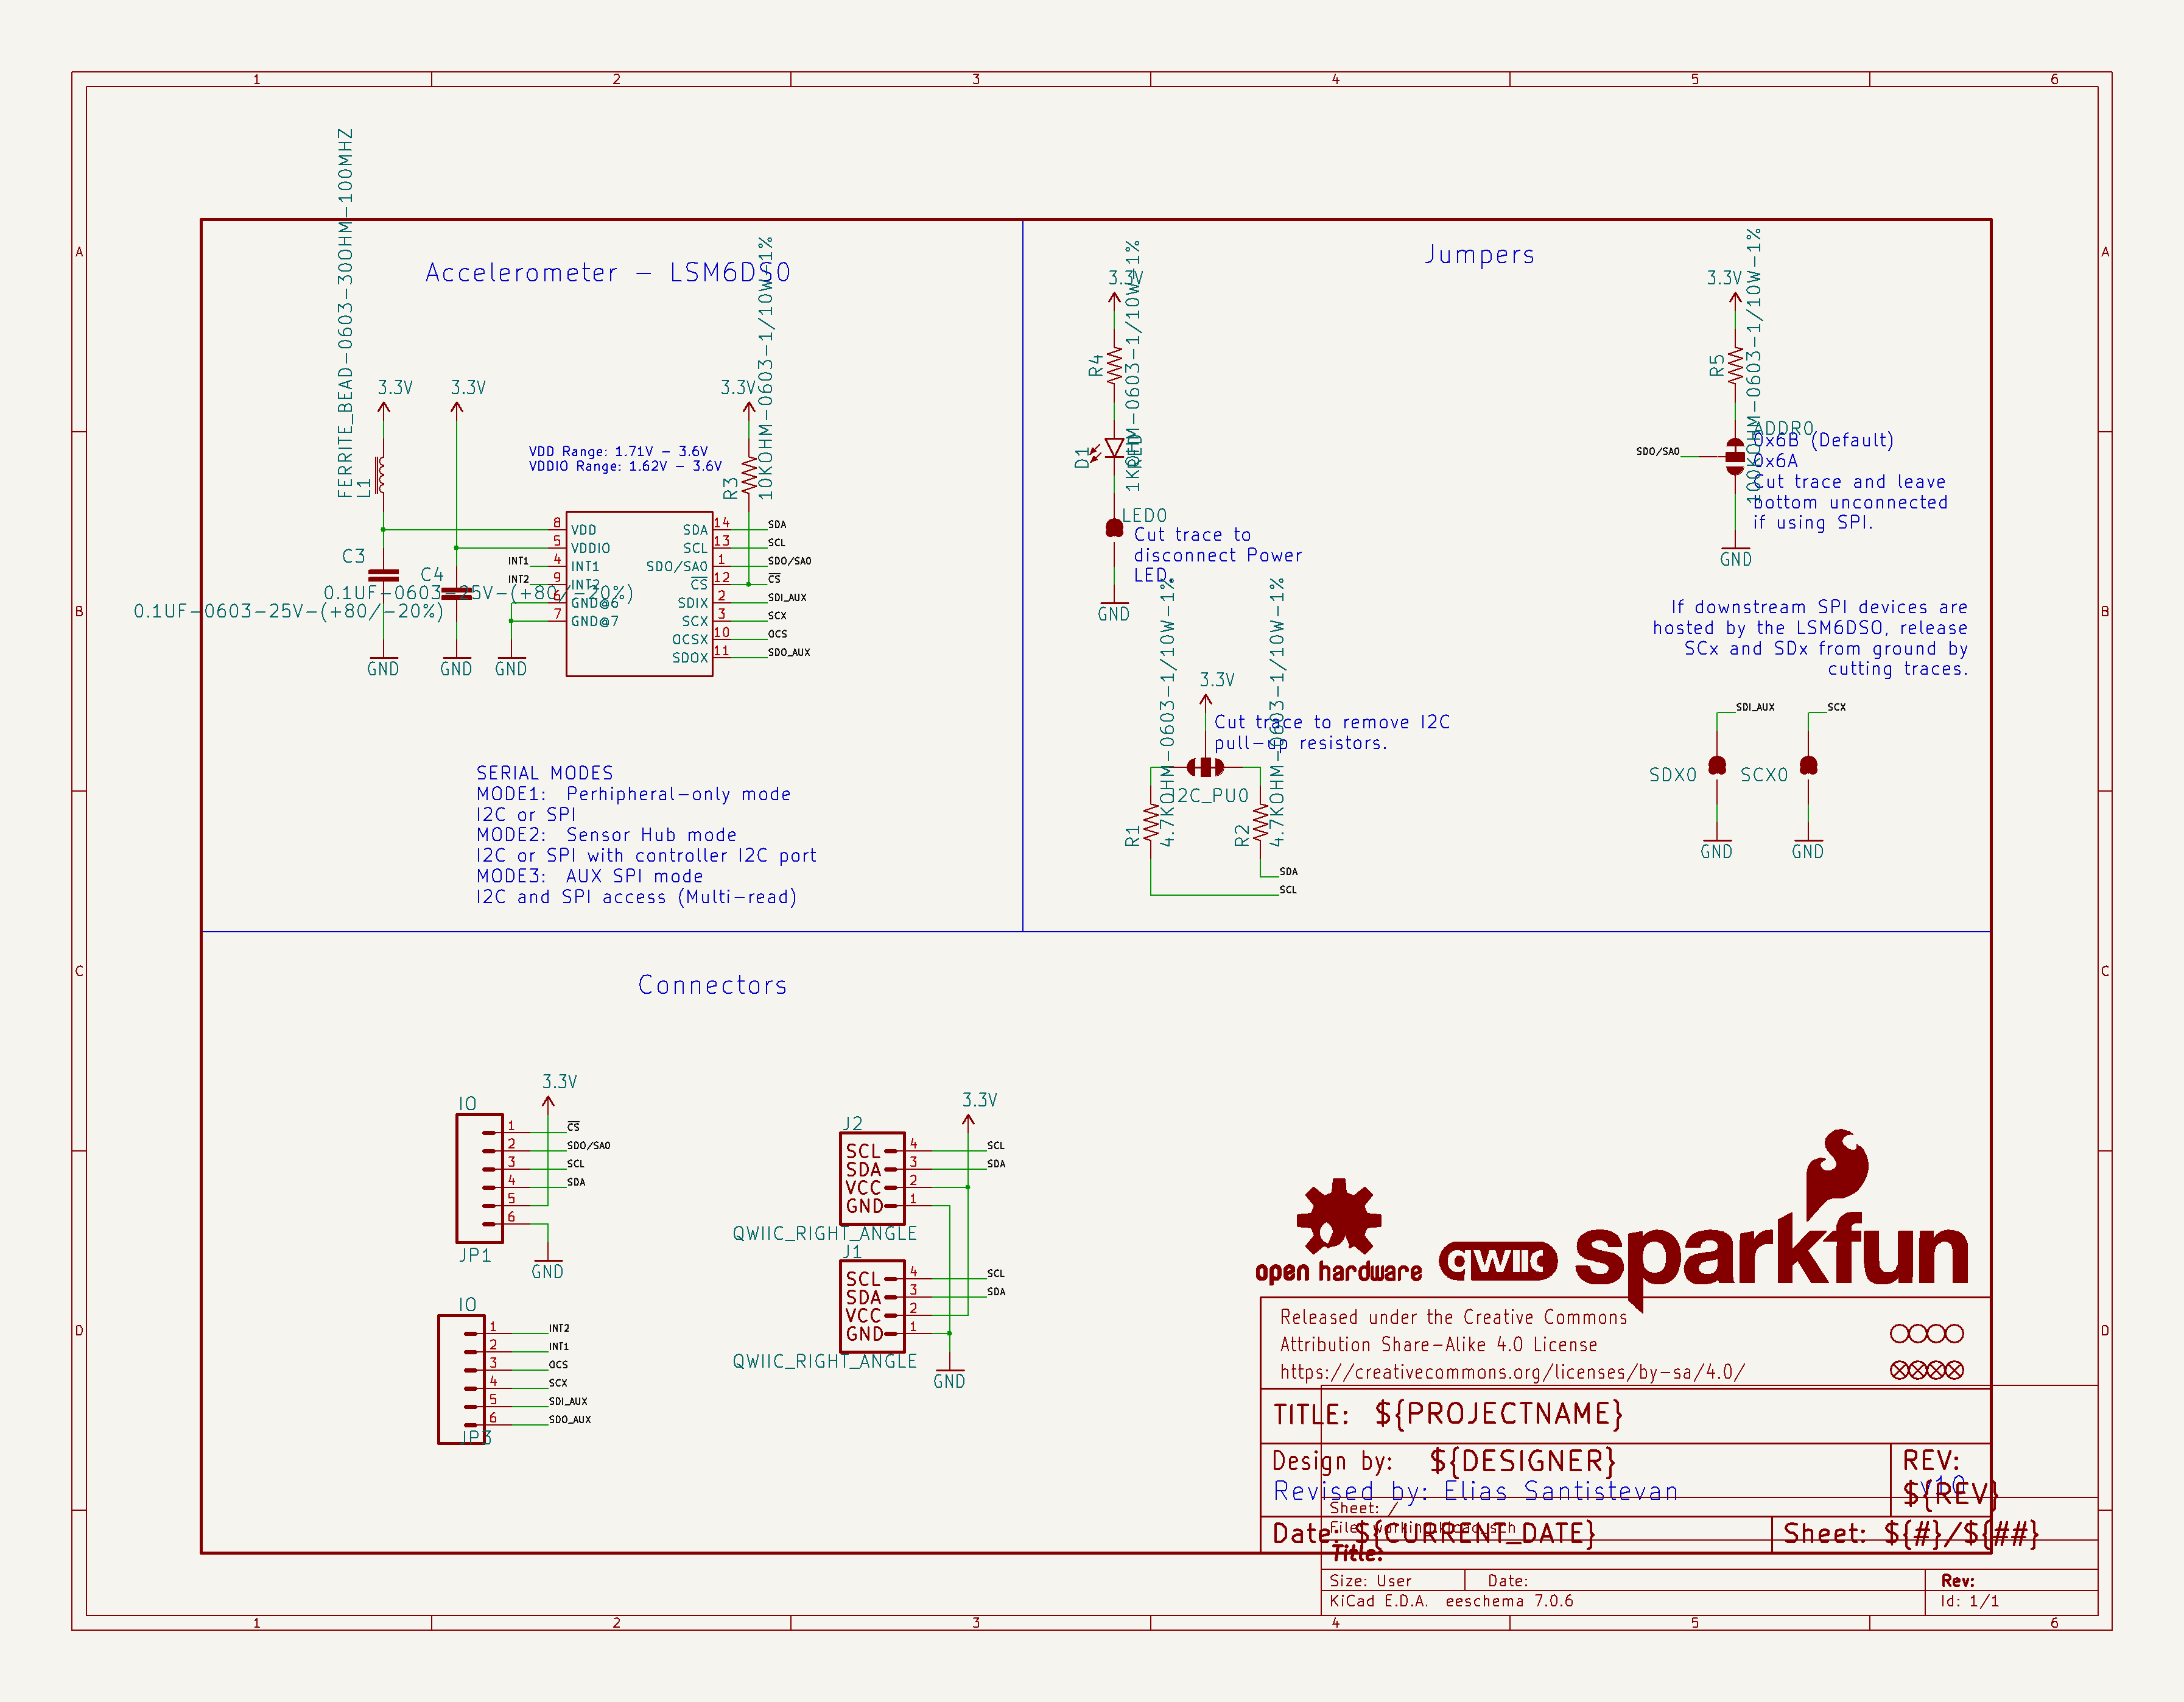 1 2 3 4 5 6
A A
B B
C C
D D
Accelerometer - LSM6DSO
FERRITE_BEAD-0603-300HM-100MHZ
L1
3.3V
3.3V
3.3V
10KOHM-0603-1/10W-1%
R3
VDD Range: 1.71V - 3.6V
VDDIO Range: 1.62V - 3.6V
C3
0.1UF-0603-25V-(+80/-20%)
C4
0.1UF-0603-25V-(+80/-20%)
8 VDD
5 VDDIO
INT1 4 INT1
INT2 9 INT2
6 GND@6
7 GND@7
SDA 14 SDA
SCL 13 SCL
SDO/SA0 1 SDO/SA0
CS 12 CS
SDIX 2 SDI_AUX
SCX 3 SCX
OCSX 10 OCS
SDOX 11 SDO_AUX
GND GND GND
SERIAL MODES
MODE1: Perhipheral-only mode
I2C or SPI
MODE2: Sensor Hub mode
I2C or SPI with controller I2C port
MODE3: AUX SPI mode
I2C and SPI access (Multi-read)
Jumpers
3.3V
R4
1KOHM-0603-1/10W-1%
D1
RED
LED0
Cut trace to
disconnect Power
LED.
GND
3.3V
R5
100KOHM-0603-1/10W-1%
SDO/SA0
ADDR0
0x6B (Default)
0x6A
Cut trace and leave
bottom unconnected
if using SPI.
GND
If downstream SPI devices are
hosted by the LSM6DSO, release
SCx and SDx from ground by
cutting traces.
3.3V
Cut trace to remove I2C
pull-up resistors.
I2C_PU0
R1
4.7KOHM-0603-1/10W-1%
R2
4.7KOHM-0603-1/10W-1%
SDA
SCL
SDI_AUX
SCX
SDX0
SCX0
GND GND
Connectors
IO
3.3V
1 CS
2 SDO/SA0
3 SCL
4 SDA
5
6
JP1
GND
IO
1 INT2
2 INT1
3 OCS
4 SCX
5 SDI_AUX
6 SDO_AUX
JP3
J2
3.3V
SCL 4 SCL
SDA 3 SDA
VCC 2
GND 1
QWIIC_RIGHT_ANGLE
J1
SCL 4 SCL
SDA 3 SDA
VCC 2
GND 1
QWIIC_RIGHT_ANGLE
GND
open hardware
qwiic
sparkfun
Released under the Creative Commons
Attribution Share-Alike 4.0 License
https://creativecommons.org/licenses/by-sa/4.0/
TITLE: ${PROJECTNAME}
Design by: ${DESIGNER}
REV:
Revised by: Elias Santistevan
v10
${REV}
Sheet: /
File: working.kicad_sch
Date: ${CURRENT_DATE}
Sheet: ${#}/${##}
Title:
Size: User
Date:
Rev:
KiCad E.D.A. eeschema 7.0.6
Id: 1/1
1 2 3 4 5 6